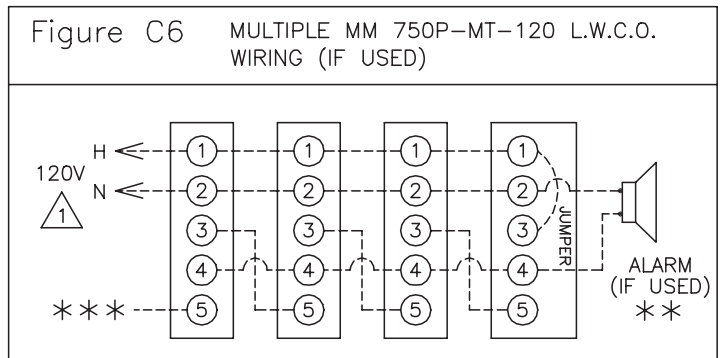 Figure C6 MULTIPLE MM 750P-MT-120 L.W.C.O.
WIRING (IF USED)
H 1 1 1 1
120V
N 2 2 2 2
1
3 3 3 3
JUMPER
4 4 4 4
ALARM
(IF USED)
*** 5 5 5 5 **